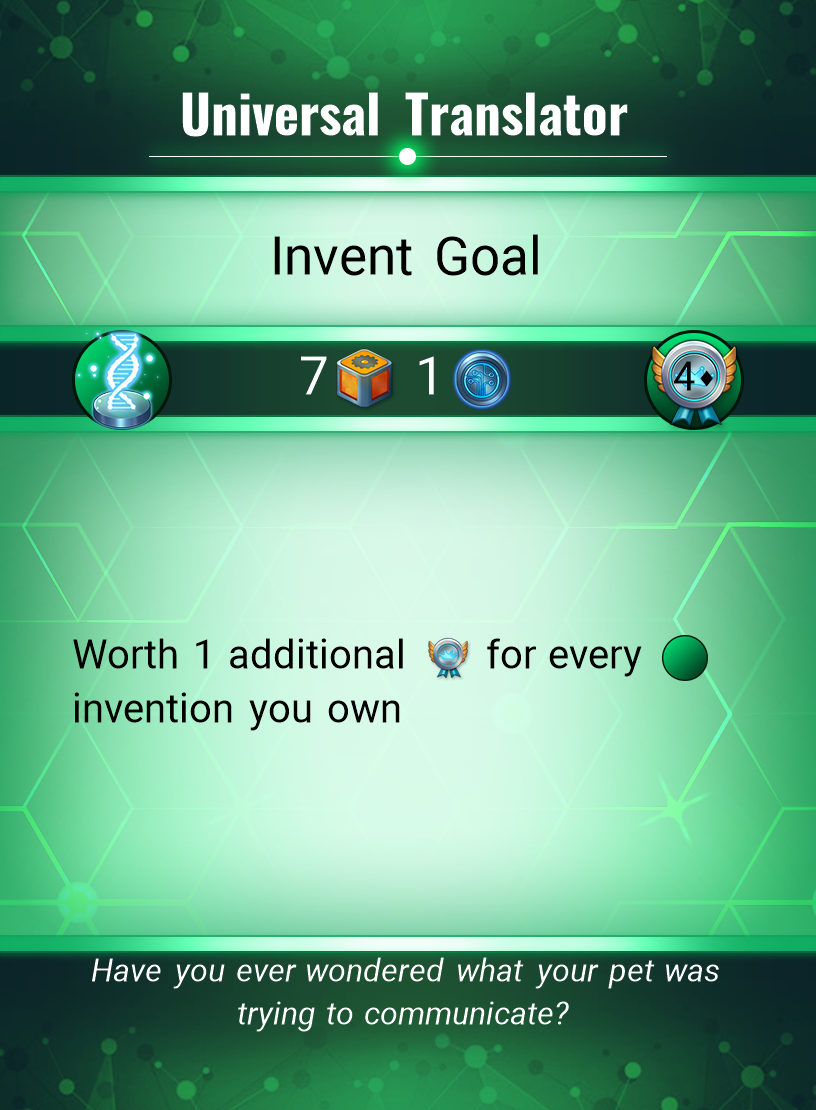 Universal Translator
Invent Goal
7 1 4♦
Worth 1 additional for every
invention you own
Have you ever wondered what your pet was
trying to communicate?